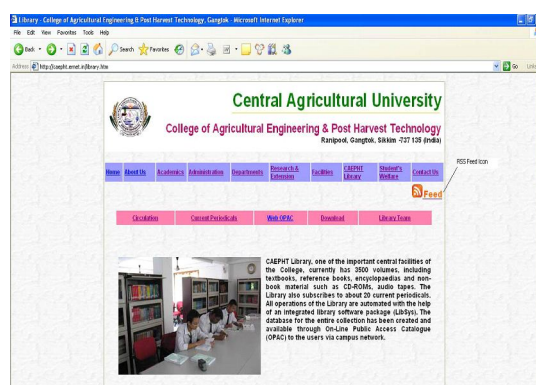 Library - College of Agricultural Engineering & Post Harvest Technology, Gangtok - Microsoft Internet Explorer
File Edit View Favorites Tools Help
Back Search Favorites
Address http://caepht.ernet.in/library.htm Go Links
Central Agricultural University
College of Agricultural Engineering & Post Harvest Technology
Ranipool, Gangtok, Sikkim -737 135 (India)
RSS Feed Icon
Home About Us Academics Administration Departments Research & Extension Facilities CAEPHT Library Student's Welfare Contact Us
Feed
Circulation Current Periodicals Web OPAC Download Library Team
CAEPHT Library, one of the important central facilities of
the College, currently has 3500 volumes, including
textbooks, reference books, encyclopaedias and non-
book material such as CD-ROMs, audio tapes. The
Library also subscribes to about 20 current periodicals.
All operations of the Library are automated with the help
of an integrated library software package (LibSys). The
database for the entire collection has been created and
available through On-Line Public Access Catalogue
(OPAC) to the users via campus network.